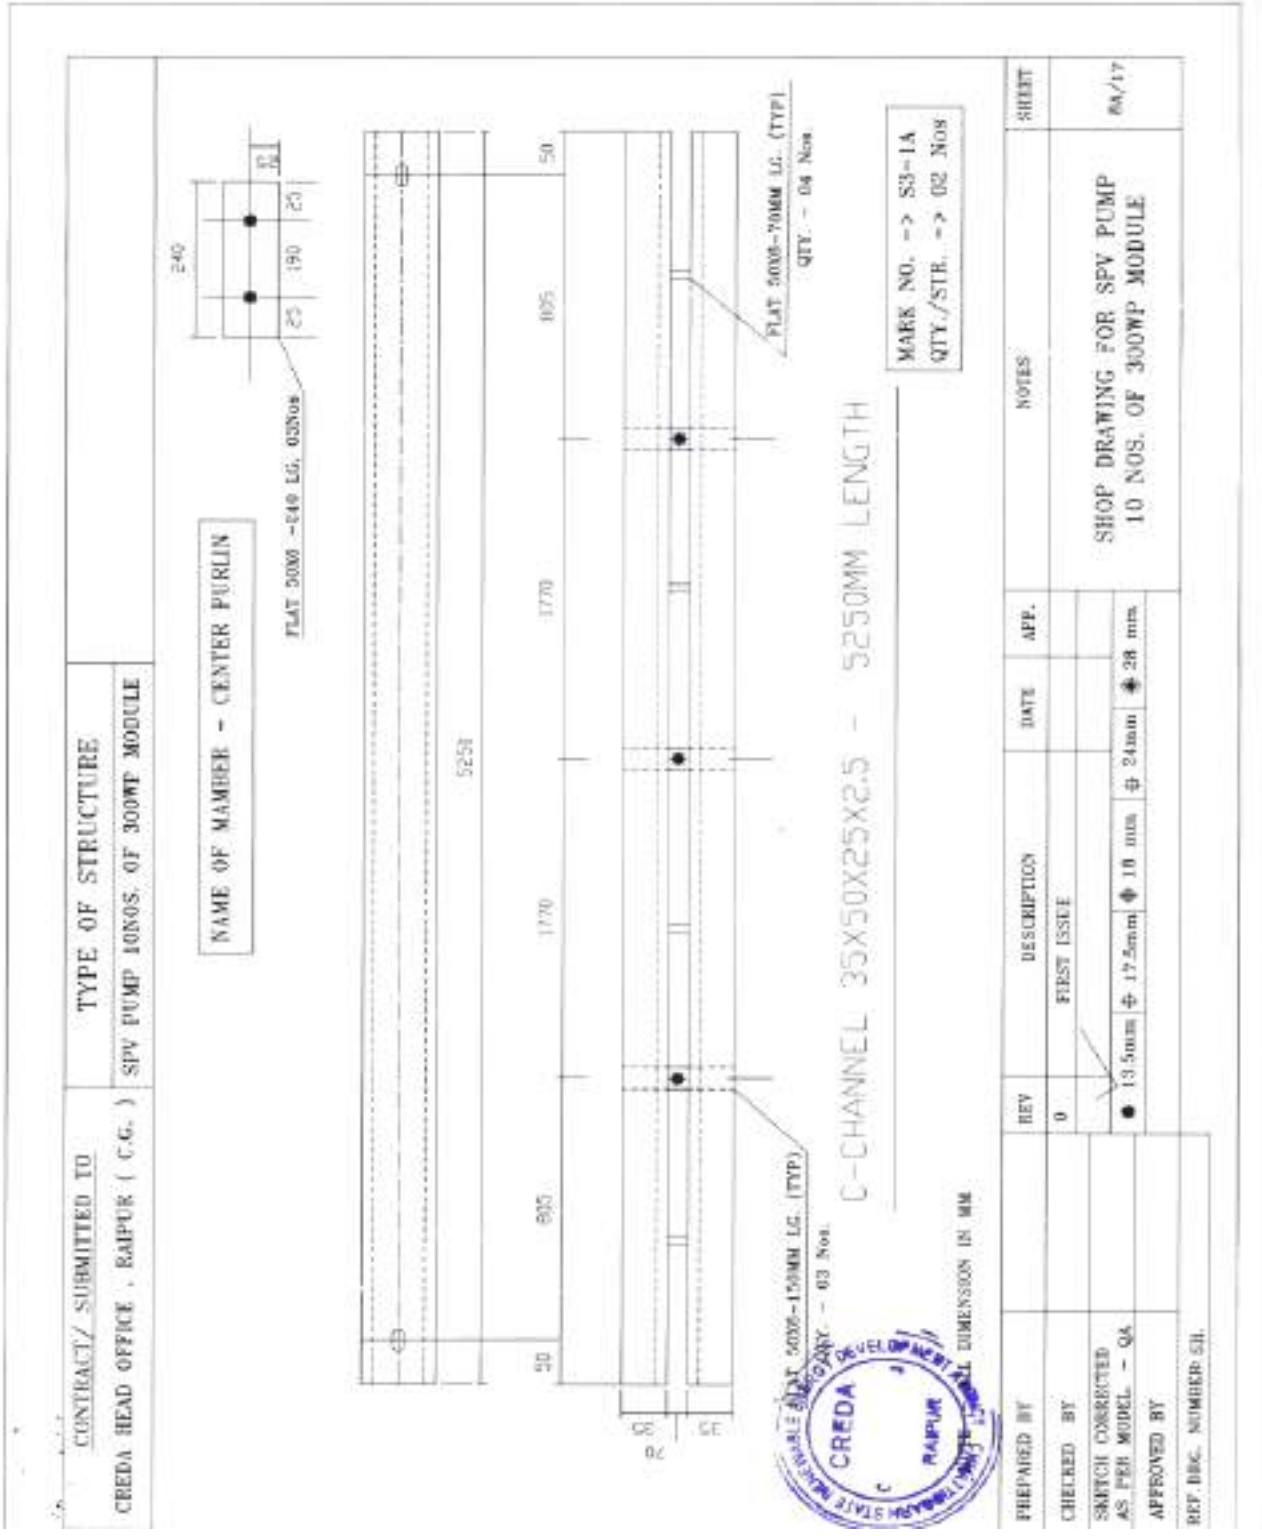 CONTRACT/ SUBMITTED TO
TYPE OF STRUCTURE
CREDA HEAD OFFICE , RAIPUR ( C.G. )
SPV PUMP 10NOS. OF 300WP MODULE
NAME OF MAMBER - CENTER PURLIN
240
25
190
25
FLAT 50X6 -240 LG. 03Nos
5250
50
805
1770
1770
805
50
35
35
70
FLAT 50X6-150MM LG. (TYP)
QTY. - 03 Nos.
FLAT 50X6-70MM LG. (TYP)
QTY. - 04 Nos.
C-CHANNEL 35X50X25X2.5 - 5250MM LENGTH
MARK NO. => S3-1A
QTY./STR. => 02 Nos
DIMENSION IN MM
CREDA
RAIPUR
STATE RENEWABLE ENERGY DEVELOPMENT
PREPARED BY
CHECKED BY
SKETCH CORRECTED
AS PER MODEL. - QA
APPROVED BY
REF. DRG. NUMBER: SH.
REV
DESCRIPTION
DATE
APP.
NOTES
SHEET
0
FIRST ISSUE
13.5mm
17.5mm
18 mm
24mm
28 mm
SHOP DRAWING FOR SPV PUMP
10 NOS. OF 300WP MODULE